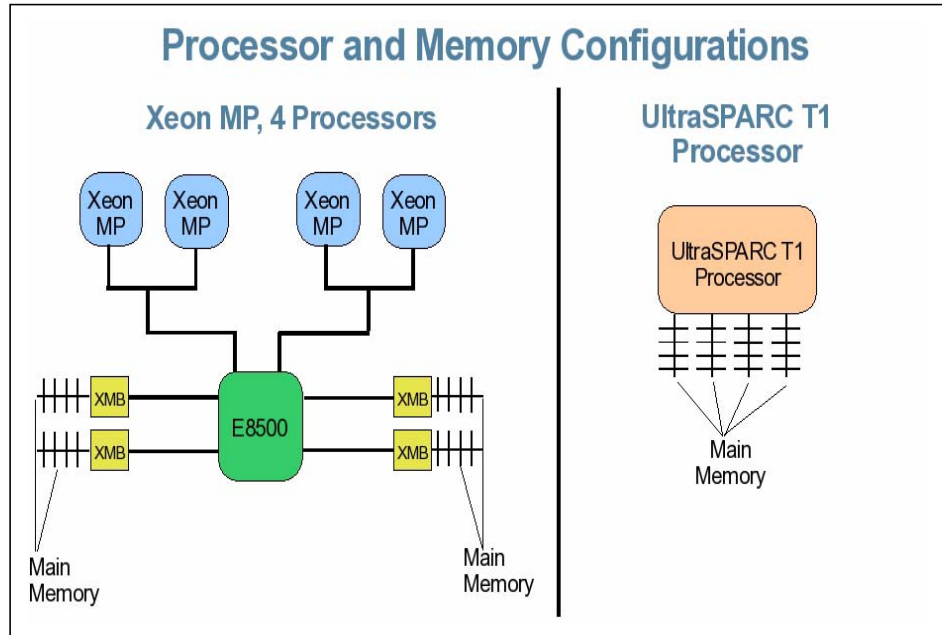 Processor and Memory Configurations
Xeon MP, 4 Processors
Xeon
MP
Xeon
MP
Xeon
MP
Xeon
MP
XMB
XMB
E8500
XMB
XMB
Main
Memory
Main
Memory
UltraSPARC T1
Processor
UltraSPARC T1
Processor
Main
Memory